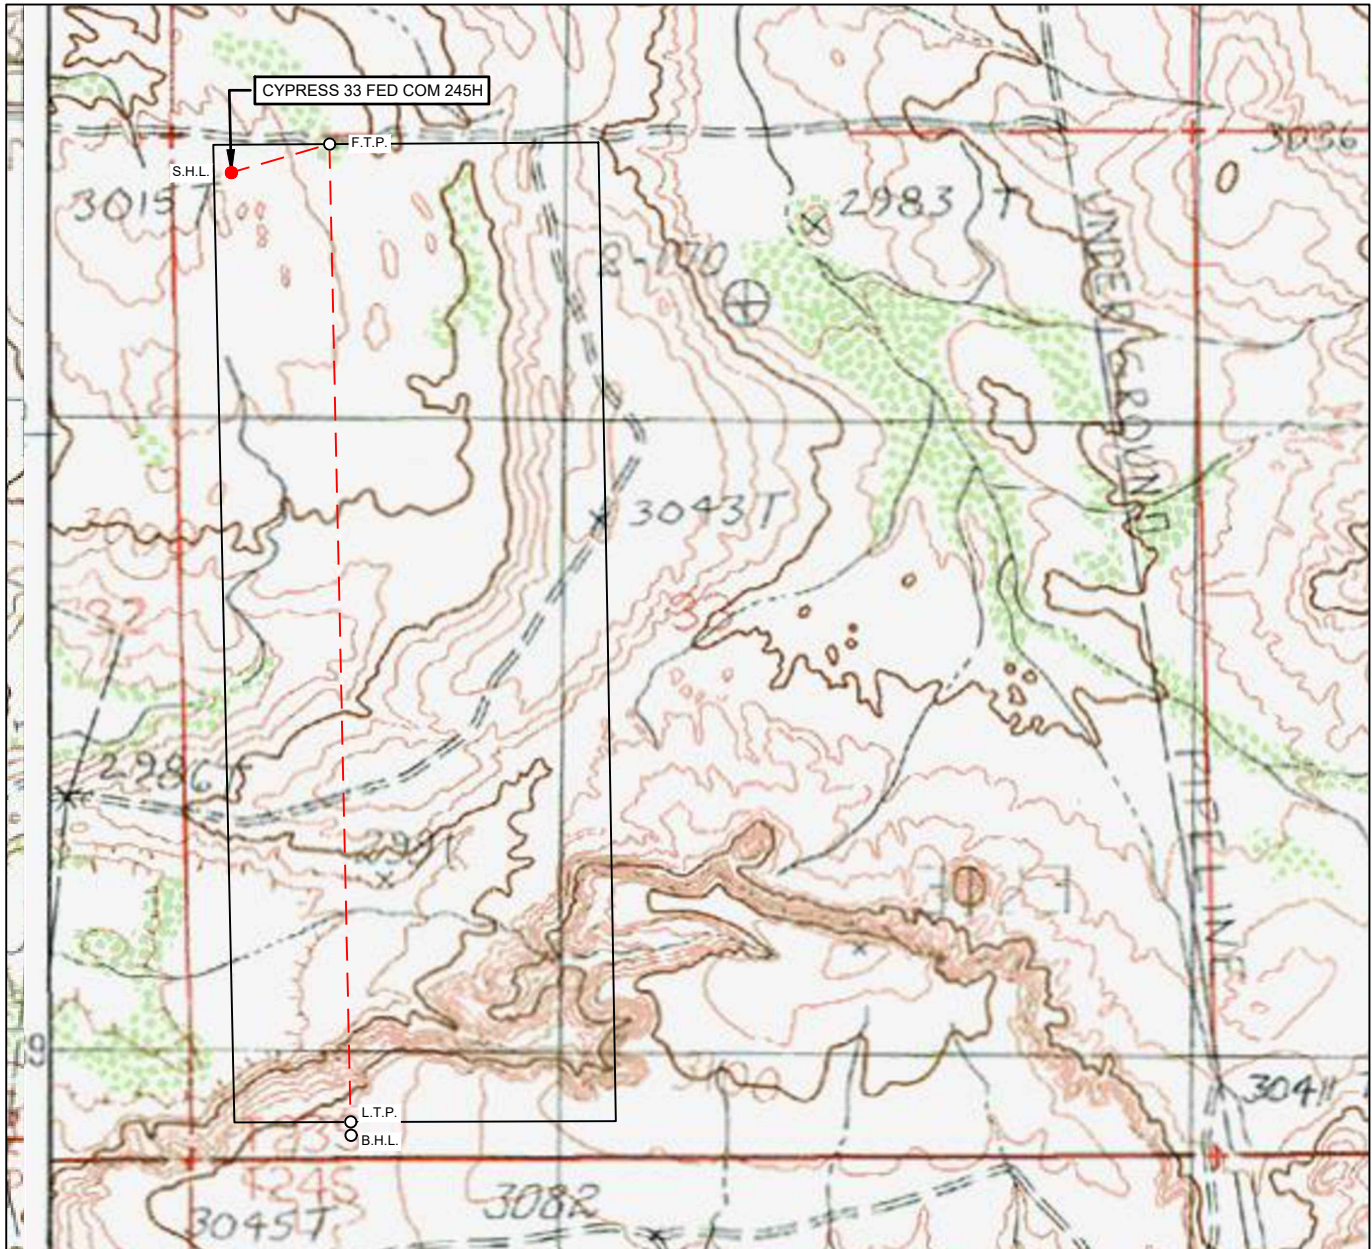 CYPRESS 33 FED COM 245H
3036
F.T.P.
S.H.L.
3015 T
2983 T
UNDERGROUND
3043 T
2986 T
PIPELINE
3041
L.T.P.
B.H.L.
3082
3045 T